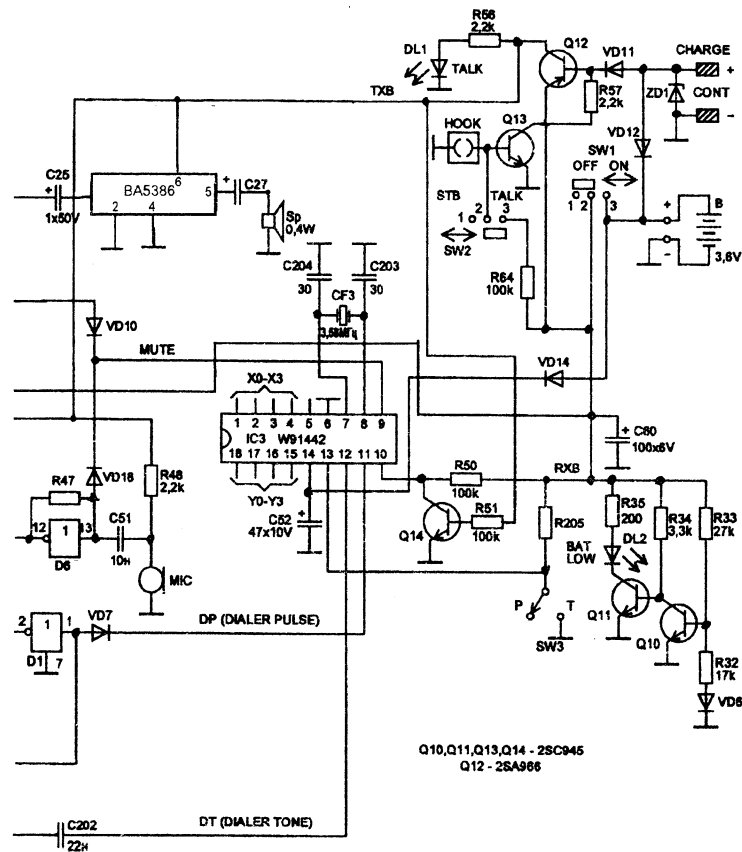 R56
2,2k
Q12
DL1
TALK
VD11
CHARGE
+
TXB
R57
2,2k
ZD1
CONT
−
HOOK
Q13
VD12
SW1
OFF ON
1 2 3
C25
+
1x50V
BA5386
6
5
2
4
+
C27
Sp
0,4W
STB
TALK
1 2 3
SW2
+
B
−
3,6V
C204
30
C203
30
CF3
3,58МГц
R64
100k
VD10
MUTE
VD14
X0-X3
1 2 3 4 5 6 7 8 9
IC3 W91442
18 17 16 15 14 13 12 11 10
Y0-Y3
+
C60
100x6V
R47
VD16
R48
2,2k
R50
100k
RXB
12
1
13
D6
C51
10н
MIC
+
C52
47x10V
Q14
R51
100k
R205
R35
200
R34
3,3k
R33
27k
BAT
LOW
DL2
Q11
Q10
P
T
SW3
2
1
1
D1
7
VD7
DP (DIALER PULSE)
R32
17k
VD6
Q10,Q11,Q13,Q14 - 2SC945
Q12 - 2SA966
C202
22н
DT (DIALER TONE)